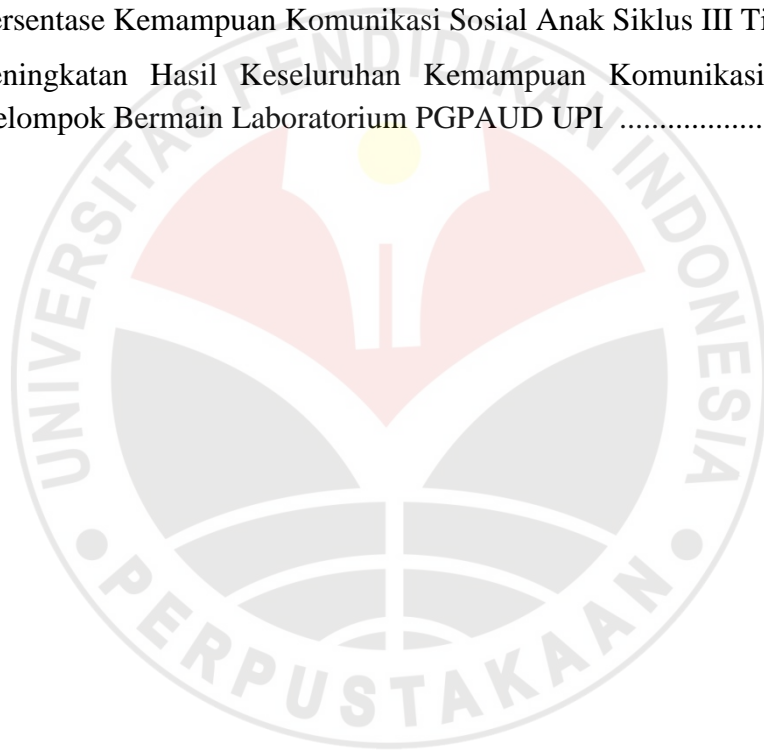 ersentase Kemampuan Komunikasi Sosial Anak Siklus III Ti
eningkatan Hasil Keseluruhan Kemampuan Komunikasi
elompok Bermain Laboratorium PGPAUD UPI ..................
UNIVERSITAS PENDIDIKAN INDONESIA
PERPUSTAKAAN